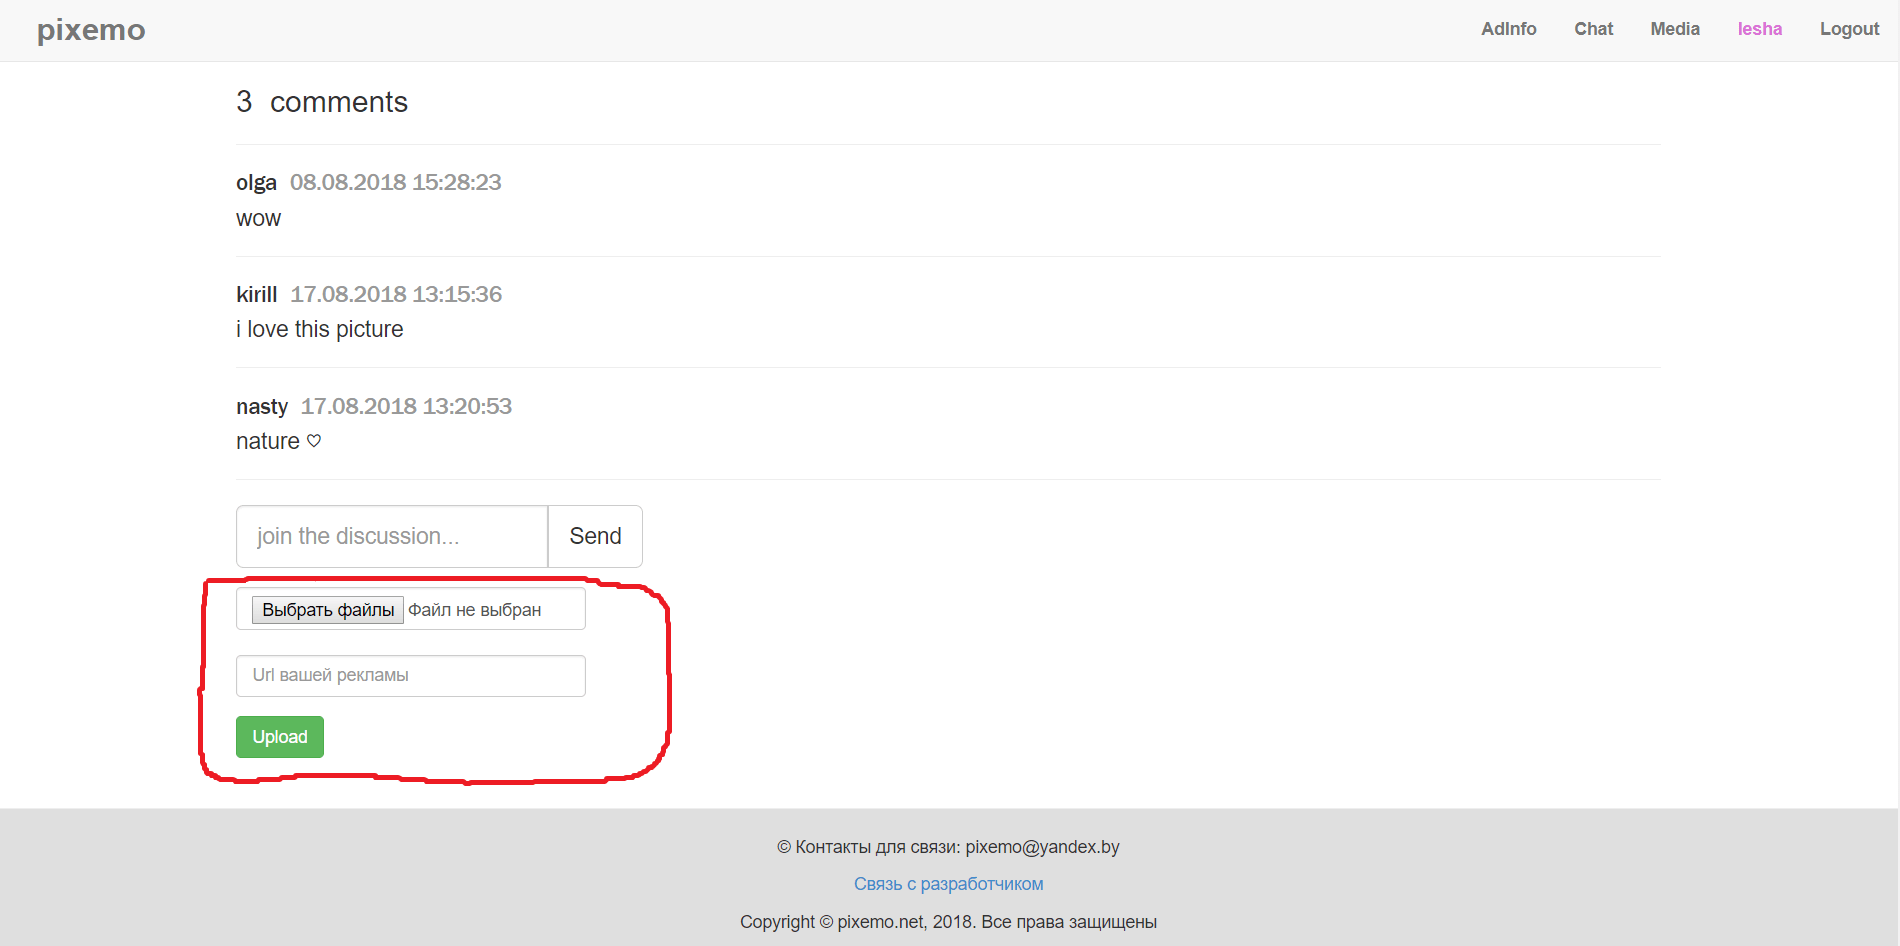 pixemo AdInfo Chat Media lesha Logout
3 comments
olga 08.08.2018 15:28:23
wow
kirill 17.08.2018 13:15:36
i love this picture
nasty 17.08.2018 13:20:53
nature ♡
join the discussion... Send
Выбрать файлы Файл не выбран
Url вашей рекламы
Upload
© Контакты для связи: pixemo@yandex.by
Связь с разработчиком
Copyright © pixemo.net, 2018. Все права защищены